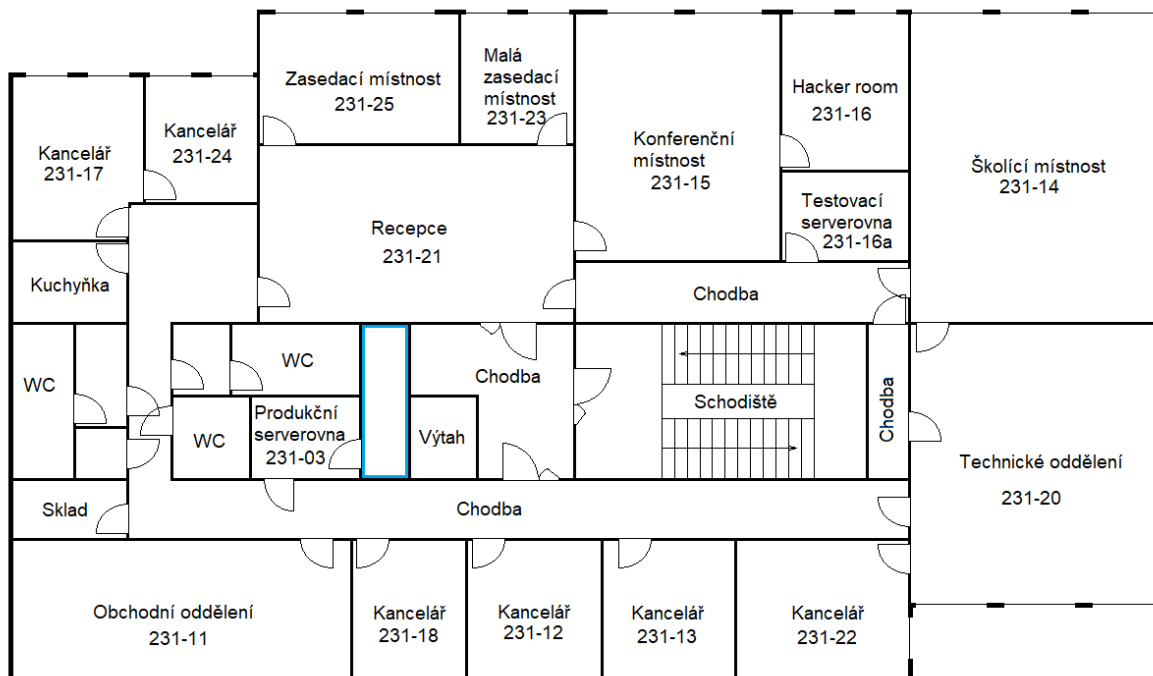 Zasedací místnost
231-25
Malá
zasedací
místnost
231-23
Konferenční
místnost
231-15
Hacker room
231-16
Školící místnost
231-14
Kancelář
231-17
Kancelář
231-24
Recepce
231-21
Testovací
serverovna
231-16a
Kuchyňka
Chodba
WC
WC
Chodba
Schodiště
Chodba
WC
Produkční
serverovna
231-03
Výtah
Technické oddělení
231-20
Sklad
Chodba
Obchodní oddělení
231-11
Kancelář
231-18
Kancelář
231-12
Kancelář
231-13
Kancelář
231-22